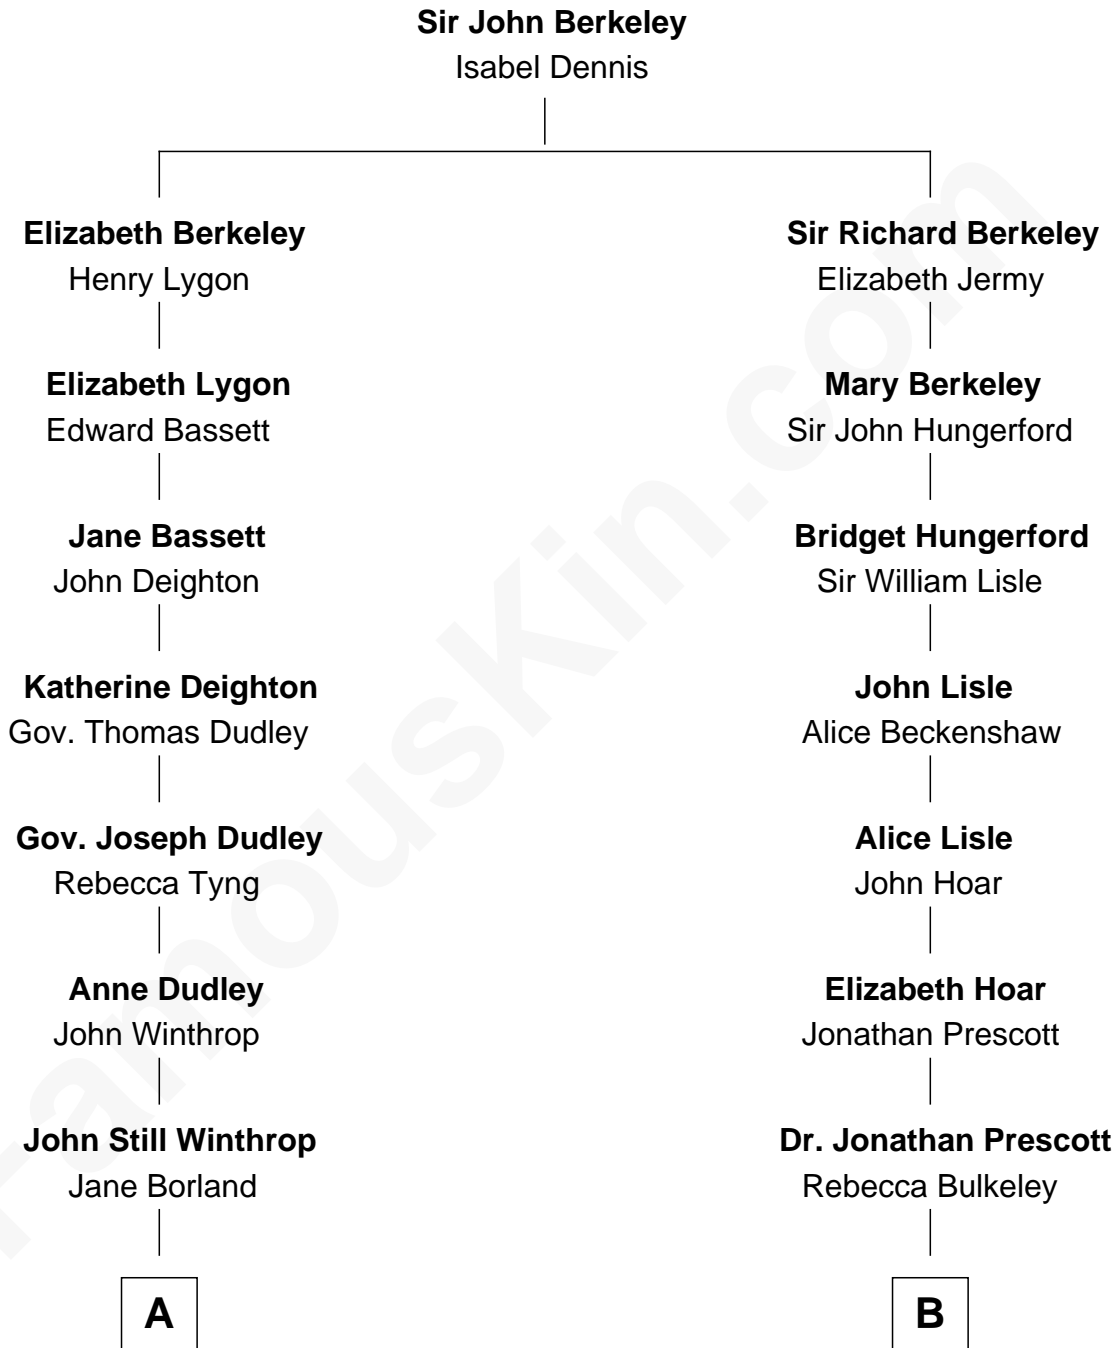 Sir John Berkeley
Isabel Dennis
Elizabeth Berkeley
Henry Lygon
Sir Richard Berkeley
Elizabeth Jermy
Elizabeth Lygon
Edward Bassett
Mary Berkeley
Sir John Hungerford
Jane Bassett
John Deighton
Bridget Hungerford
Sir William Lisle
Katherine Deighton
Gov. Thomas Dudley
John Lisle
Alice Beckenshaw
Gov. Joseph Dudley
Rebecca Tyng
Alice Lisle
John Hoar
Anne Dudley
John Winthrop
Elizabeth Hoar
Jonathan Prescott
John Still Winthrop
Jane Borland
Dr. Jonathan Prescott
Rebecca Bulkeley
A
B
FamousKin.com